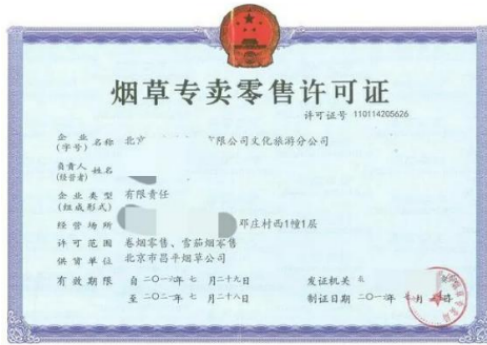 烟草专卖零售许可证
许可证号 110114205626
企业(字号)名称 北京 有限公司文化旅游分公司
负责人(经营者)姓名
企业类型(组成形式) 有限责任
经营场所 邓庄村西1幢1层
许可范围 卷烟零售、雪茄烟零售
供货单位 北京市昌平烟草公司
有效期限 自二〇一六年七月二十九日 发证机关
至二〇二一年七月二十八日 制证日期 二〇一 年 月